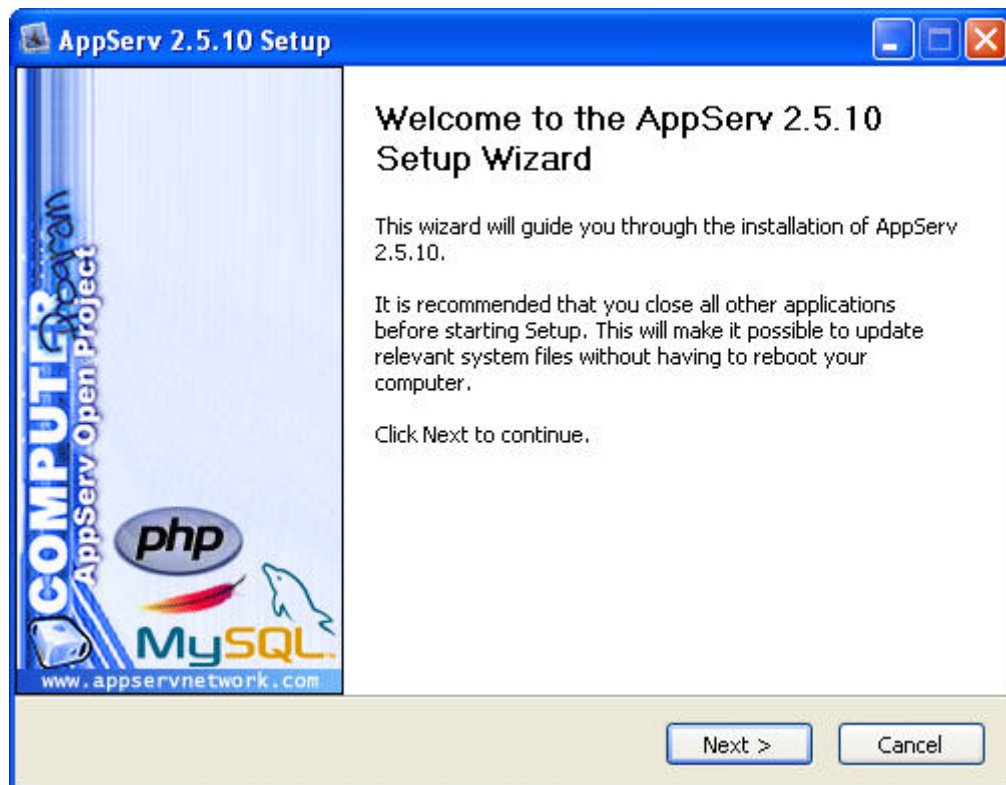 AppServ 2.5.10 Setup
Welcome to the AppServ 2.5.10
Setup Wizard
This wizard will guide you through the installation of AppServ
2.5.10.
It is recommended that you close all other applications
before starting Setup. This will make it possible to update
relevant system files without having to reboot your
computer.
Click Next to continue.
COMPUTER
Program
AppServ Open Project
php
MySQL
www.appservnetwork.com
Next >
Cancel